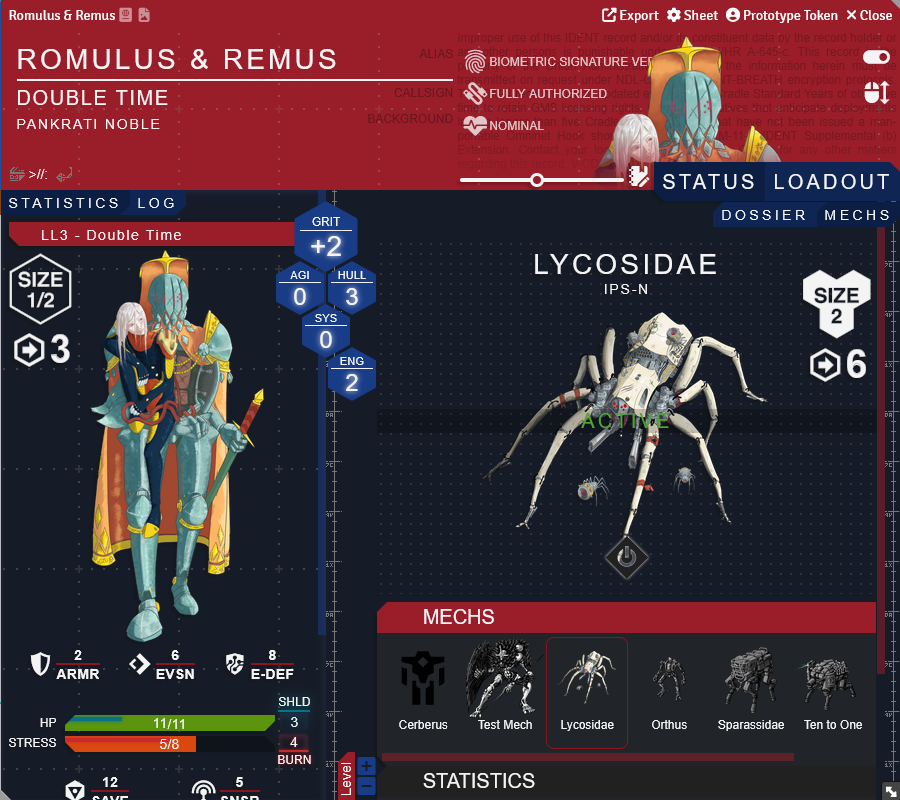 Romulus & Remus
Export Sheet Prototype Token Close
ROMULUS & REMUS
ALIAS
DOUBLE TIME
CALLSIGN
PANKRATI NOBLE
BACKGROUND
BIOMETRIC SIGNATURE VER
FULLY AUTHORIZED
NOMINAL
>//:
STATUS LOADOUT
STATISTICS LOG
DOSSIER MECHS
LL3 - Double Time
GRIT
+2
AGI
0
HULL
3
SYS
0
ENG
2
SIZE
1/2
3
LYCOSIDAE
IPS-N
SIZE
2
6
ACTIVE
MECHS
Cerberus
Test Mech
Lycosidae
Orthus
Sparassidae
Ten to One
2
ARMR
6
EVSN
8
E-DEF
HP
11/11
SHLD
3
STRESS
5/8
4
BURN
12
SAVE
5
SNSR
Level
STATISTICS